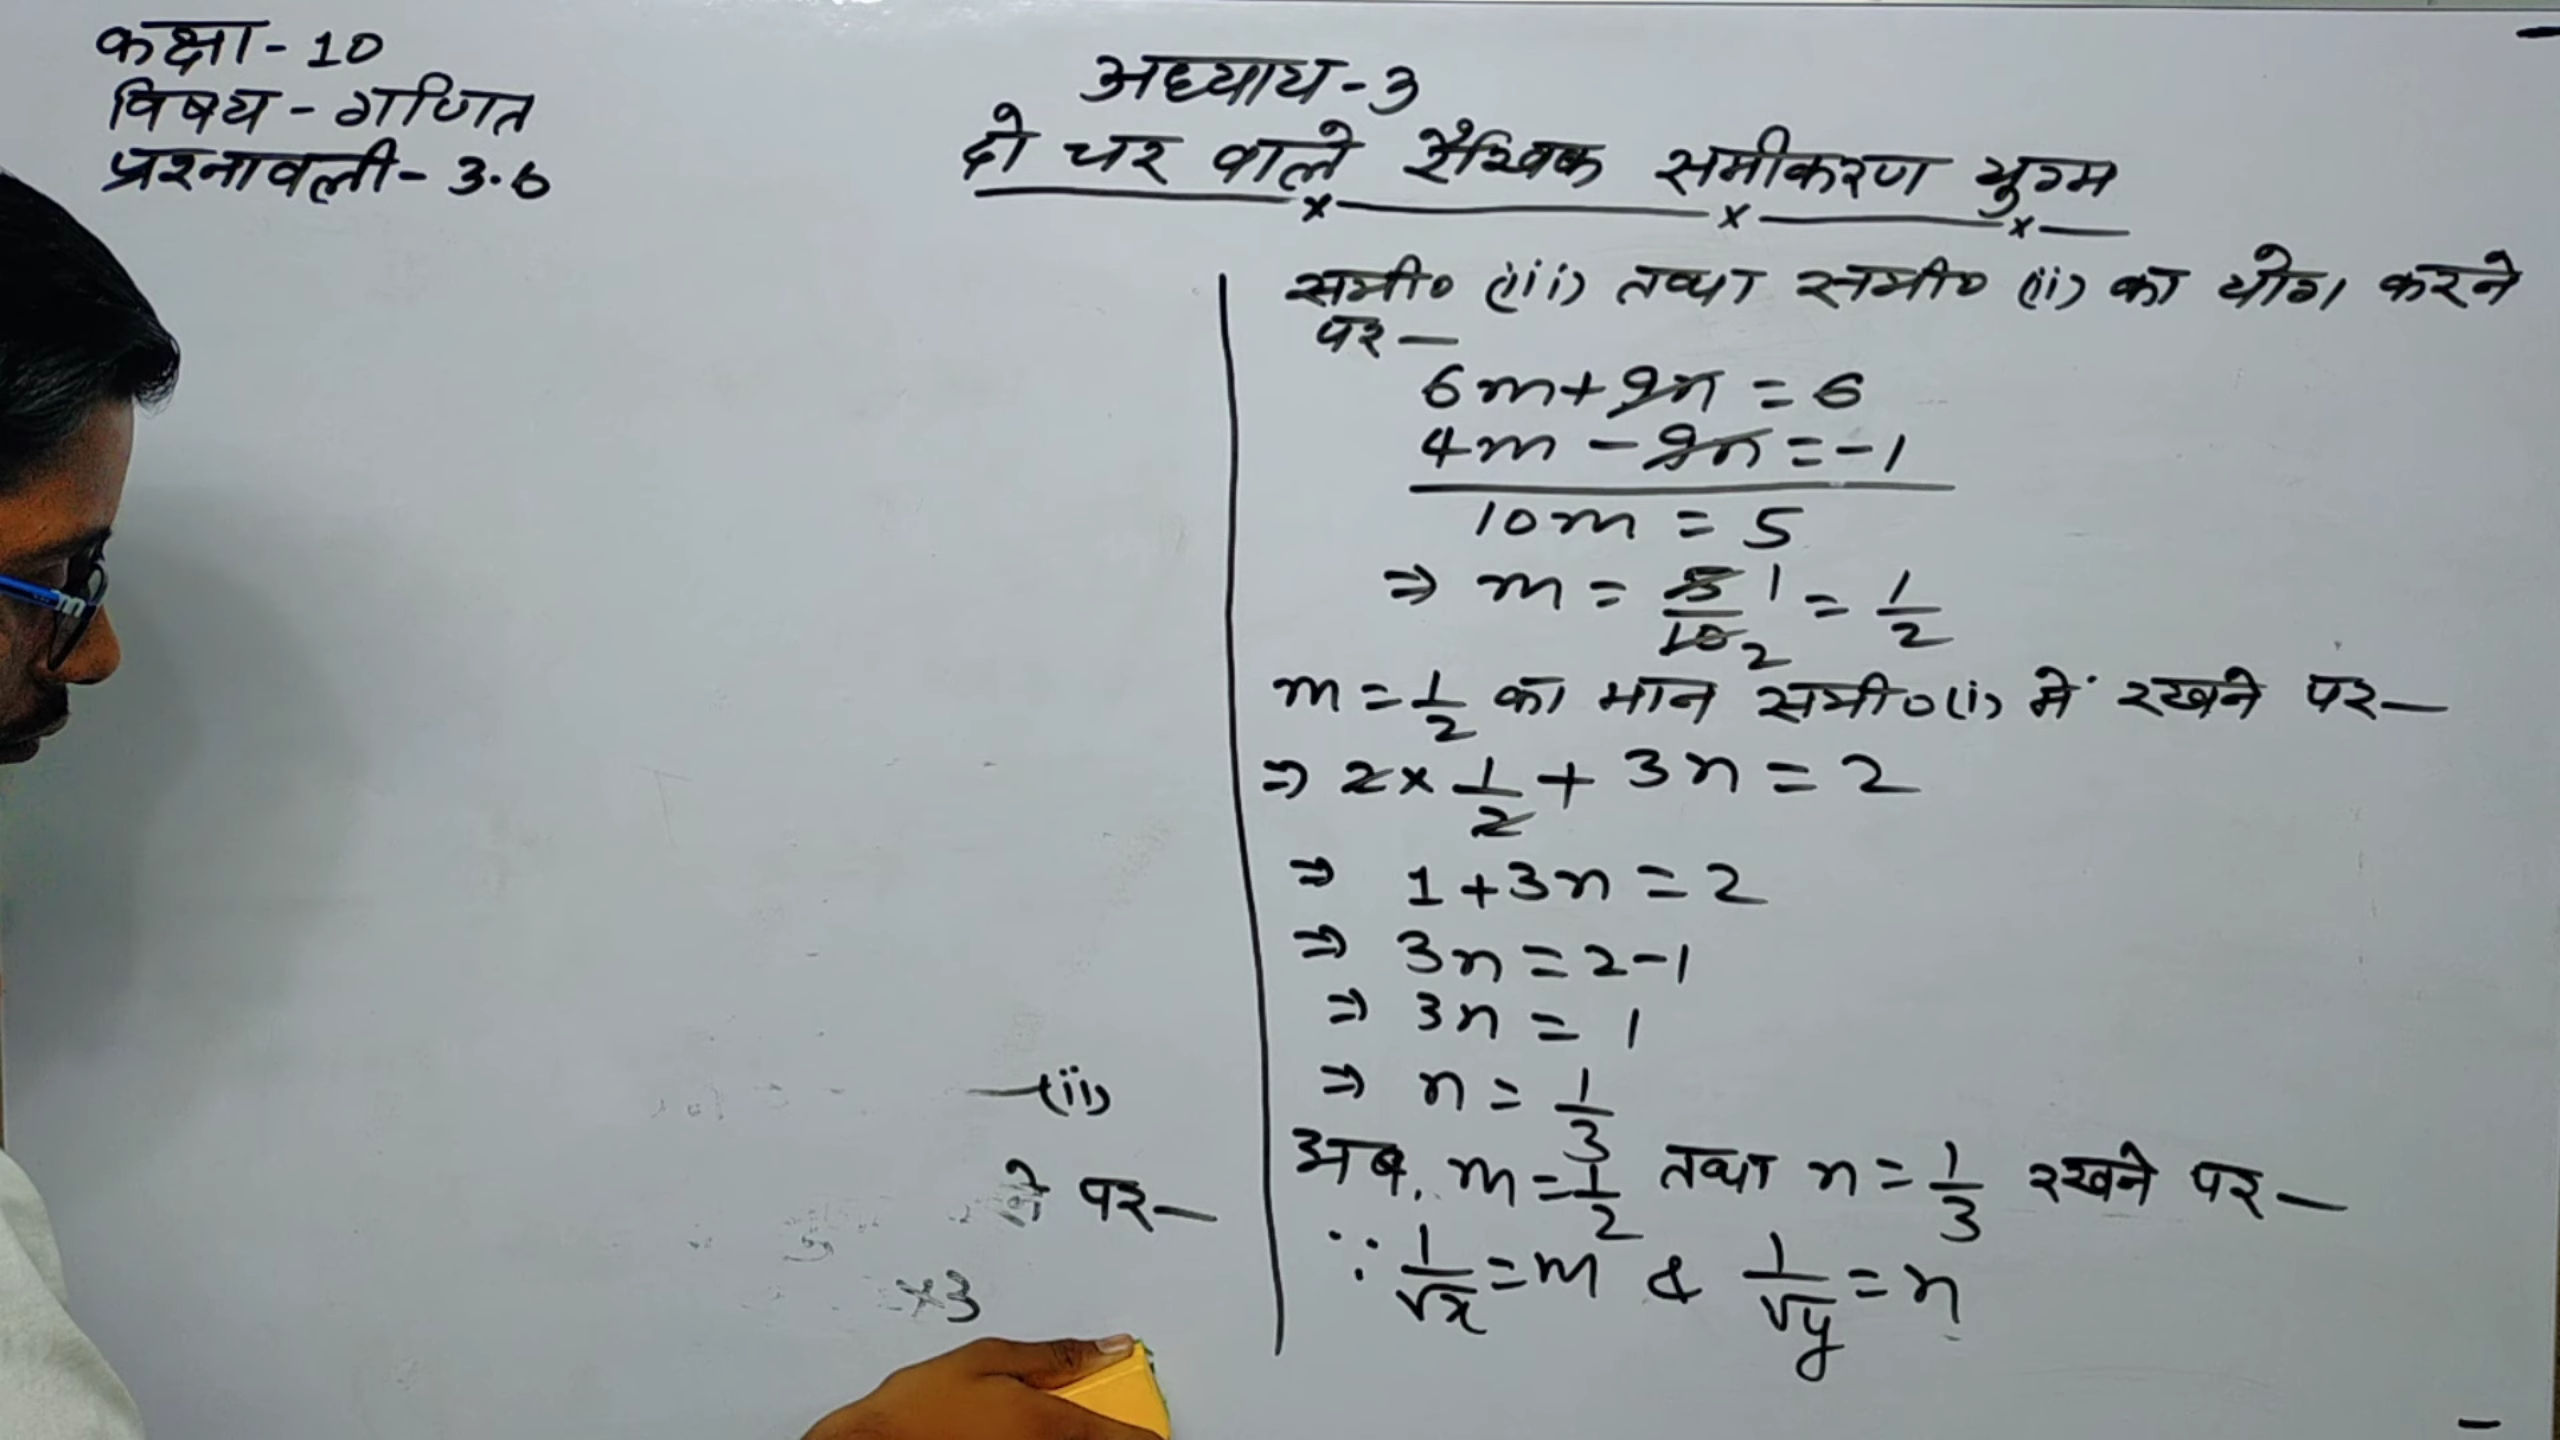 कक्षा - 10
विषय - गणित
प्रश्नावली - 3.6
अध्याय - 3
दो चर वाले रैखिक समीकरण युग्म
—(ii)
ने पर—
×3
समी० (iii) तथा समी० (ii) का योग करने
पर —
6m + 9n = 6
4m - 9n = -1
10m = 5
⇒ m = 5/10 1/2 = 1/2
m = 1/2 का मान समी०(i) में रखने पर—
⇒ 2 × 1/2 + 3n = 2
⇒ 1 + 3n = 2
⇒ 3n = 2 - 1
⇒ 3n = 1
⇒ n = 1/3
अब, m = 1/2 तथा n = 1/3 रखने पर—
∵ 1/√x = m & 1/√y = n